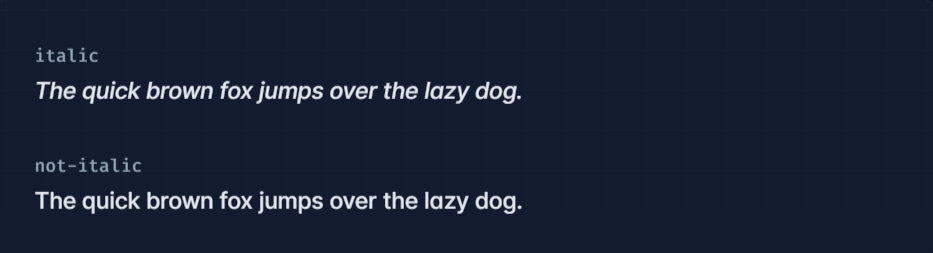 italic
The quick brown fox jumps over the lazy dog.
not-italic
The quick brown fox jumps over the lazy dog.